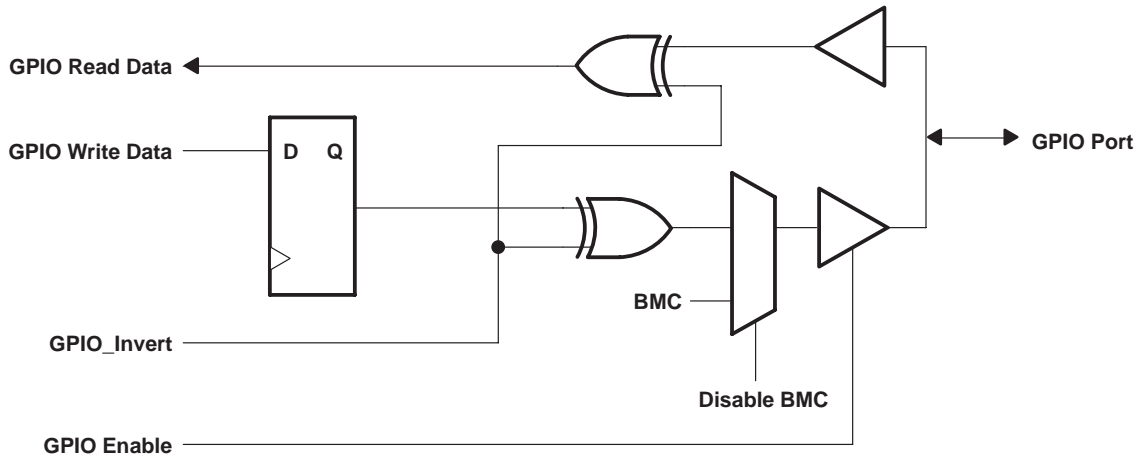 GPIO Read Data
GPIO Write Data
D Q
GPIO Port
BMC
GPIO_Invert
Disable BMC
GPIO Enable